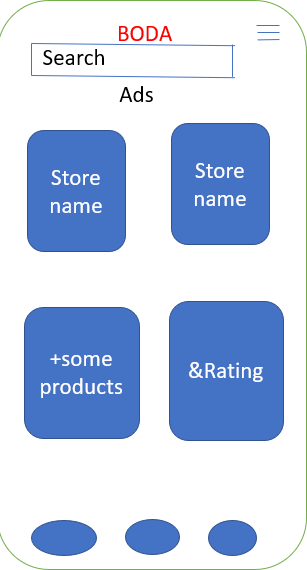 BODA
Search
Ads
Store
name
Store
name
+some
products
&Rating